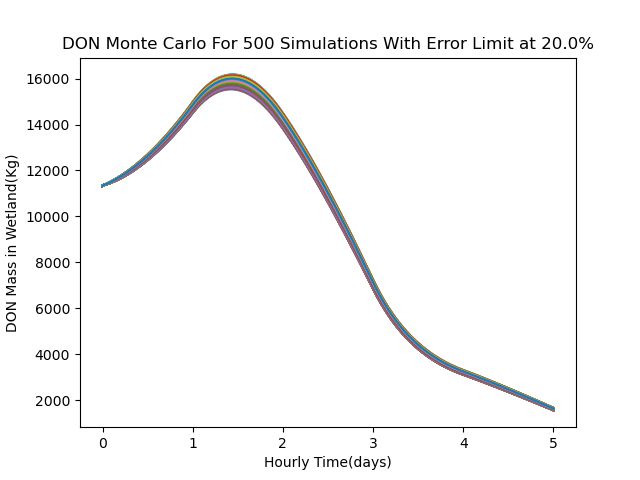 DON Monte Carlo For 500 Simulations With Error Limit at 20.0%
16000
14000
12000
10000
8000
6000
4000
2000
DON Mass in Wetland(Kg)
0 1 2 3 4 5
Hourly Time(days)